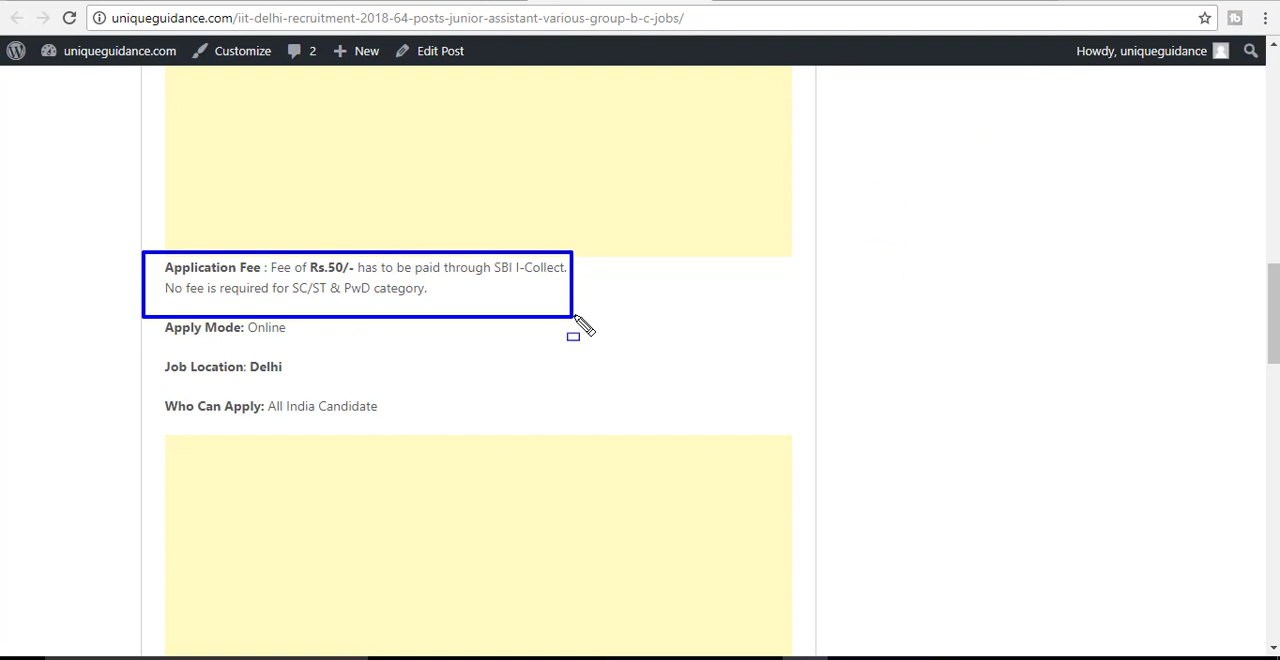 uniqueguidance.com/iit-delhi-recruitment-2018-64-posts-junior-assistant-various-group-b-c-jobs/
uniqueguidance.com Customize 2 New Edit Post Howdy, uniqueguidance
Application Fee : Fee of Rs.50/- has to be paid through SBI I-Collect.
No fee is required for SC/ST & PwD category.
Apply Mode: Online
Job Location: Delhi
Who Can Apply: All India Candidate